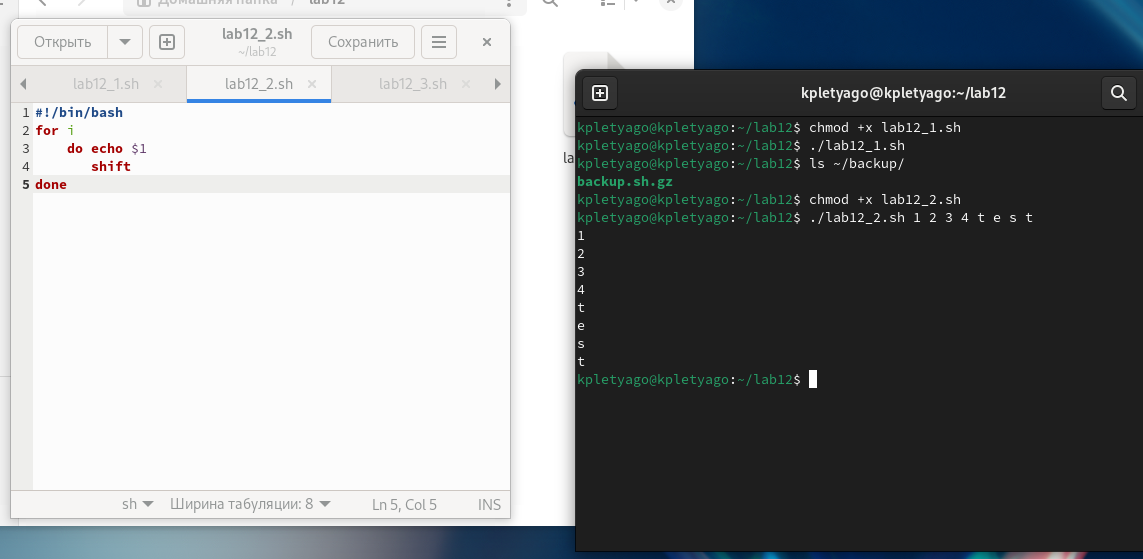 Домашняя папка / lab12
Открыть
lab12_2.sh
~/lab12
Сохранить
lab12_1.sh
lab12_2.sh
lab12_3.sh
1 #!/bin/bash
2 for i
3     do echo $1
4        shift
5 done
sh
Ширина табуляции: 8
Ln 5, Col 5
INS
kpletyago@kpletyago:~/lab12
kpletyago@kpletyago:~/lab12$ chmod +x lab12_1.sh
kpletyago@kpletyago:~/lab12$ ./lab12_1.sh
kpletyago@kpletyago:~/lab12$ ls ~/backup/
backup.sh.gz
kpletyago@kpletyago:~/lab12$ chmod +x lab12_2.sh
kpletyago@kpletyago:~/lab12$ ./lab12_2.sh 1 2 3 4 t e s t
1
2
3
4
t
e
s
t
kpletyago@kpletyago:~/lab12$